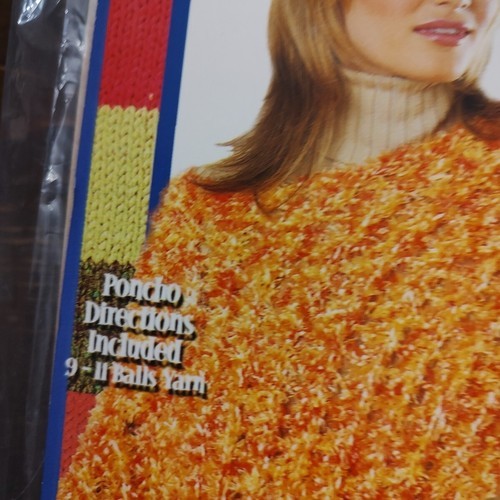 Poncho
Directions
Included
9 - 11 Balls Yarn